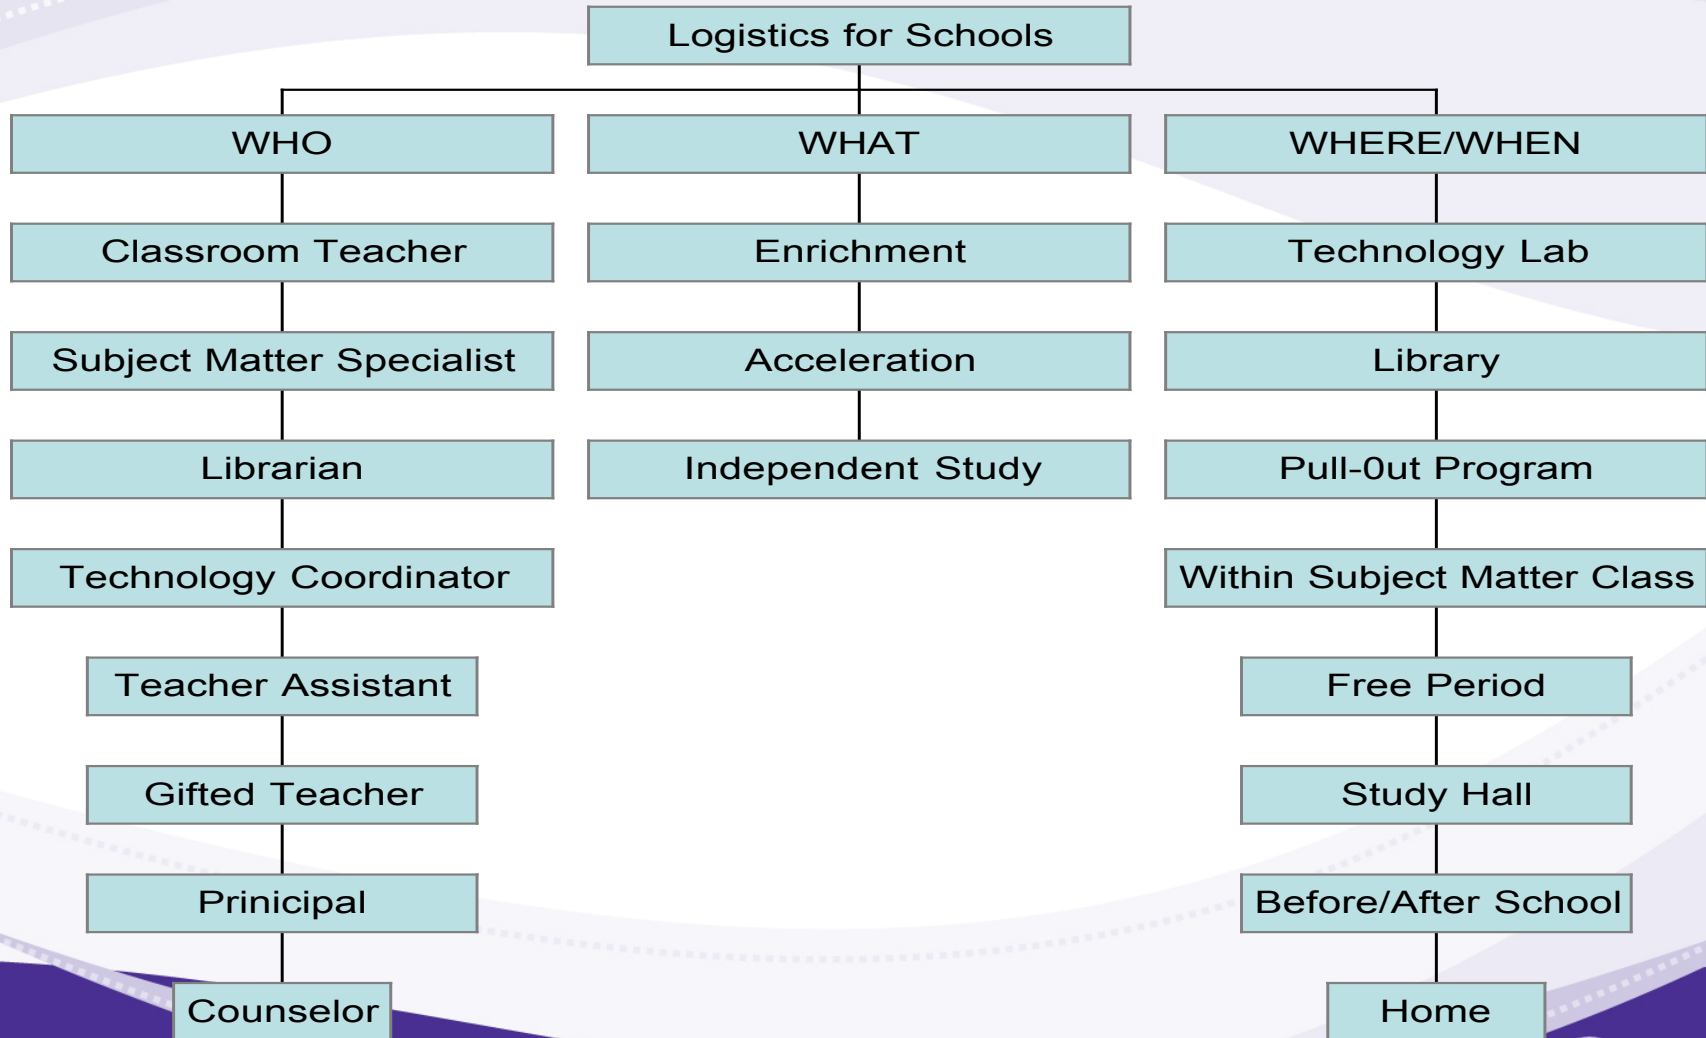 Logistics for Schools
WHO
Classroom Teacher
Subject Matter Specialist
Librarian
Technology Coordinator
Teacher Assistant
Gifted Teacher
Prinicipal
Counselor
WHAT
Enrichment
Acceleration
Independent Study
WHERE/WHEN
Technology Lab
Library
Pull-0ut Program
Within Subject Matter Class
Free Period
Study Hall
Before/After School
Home